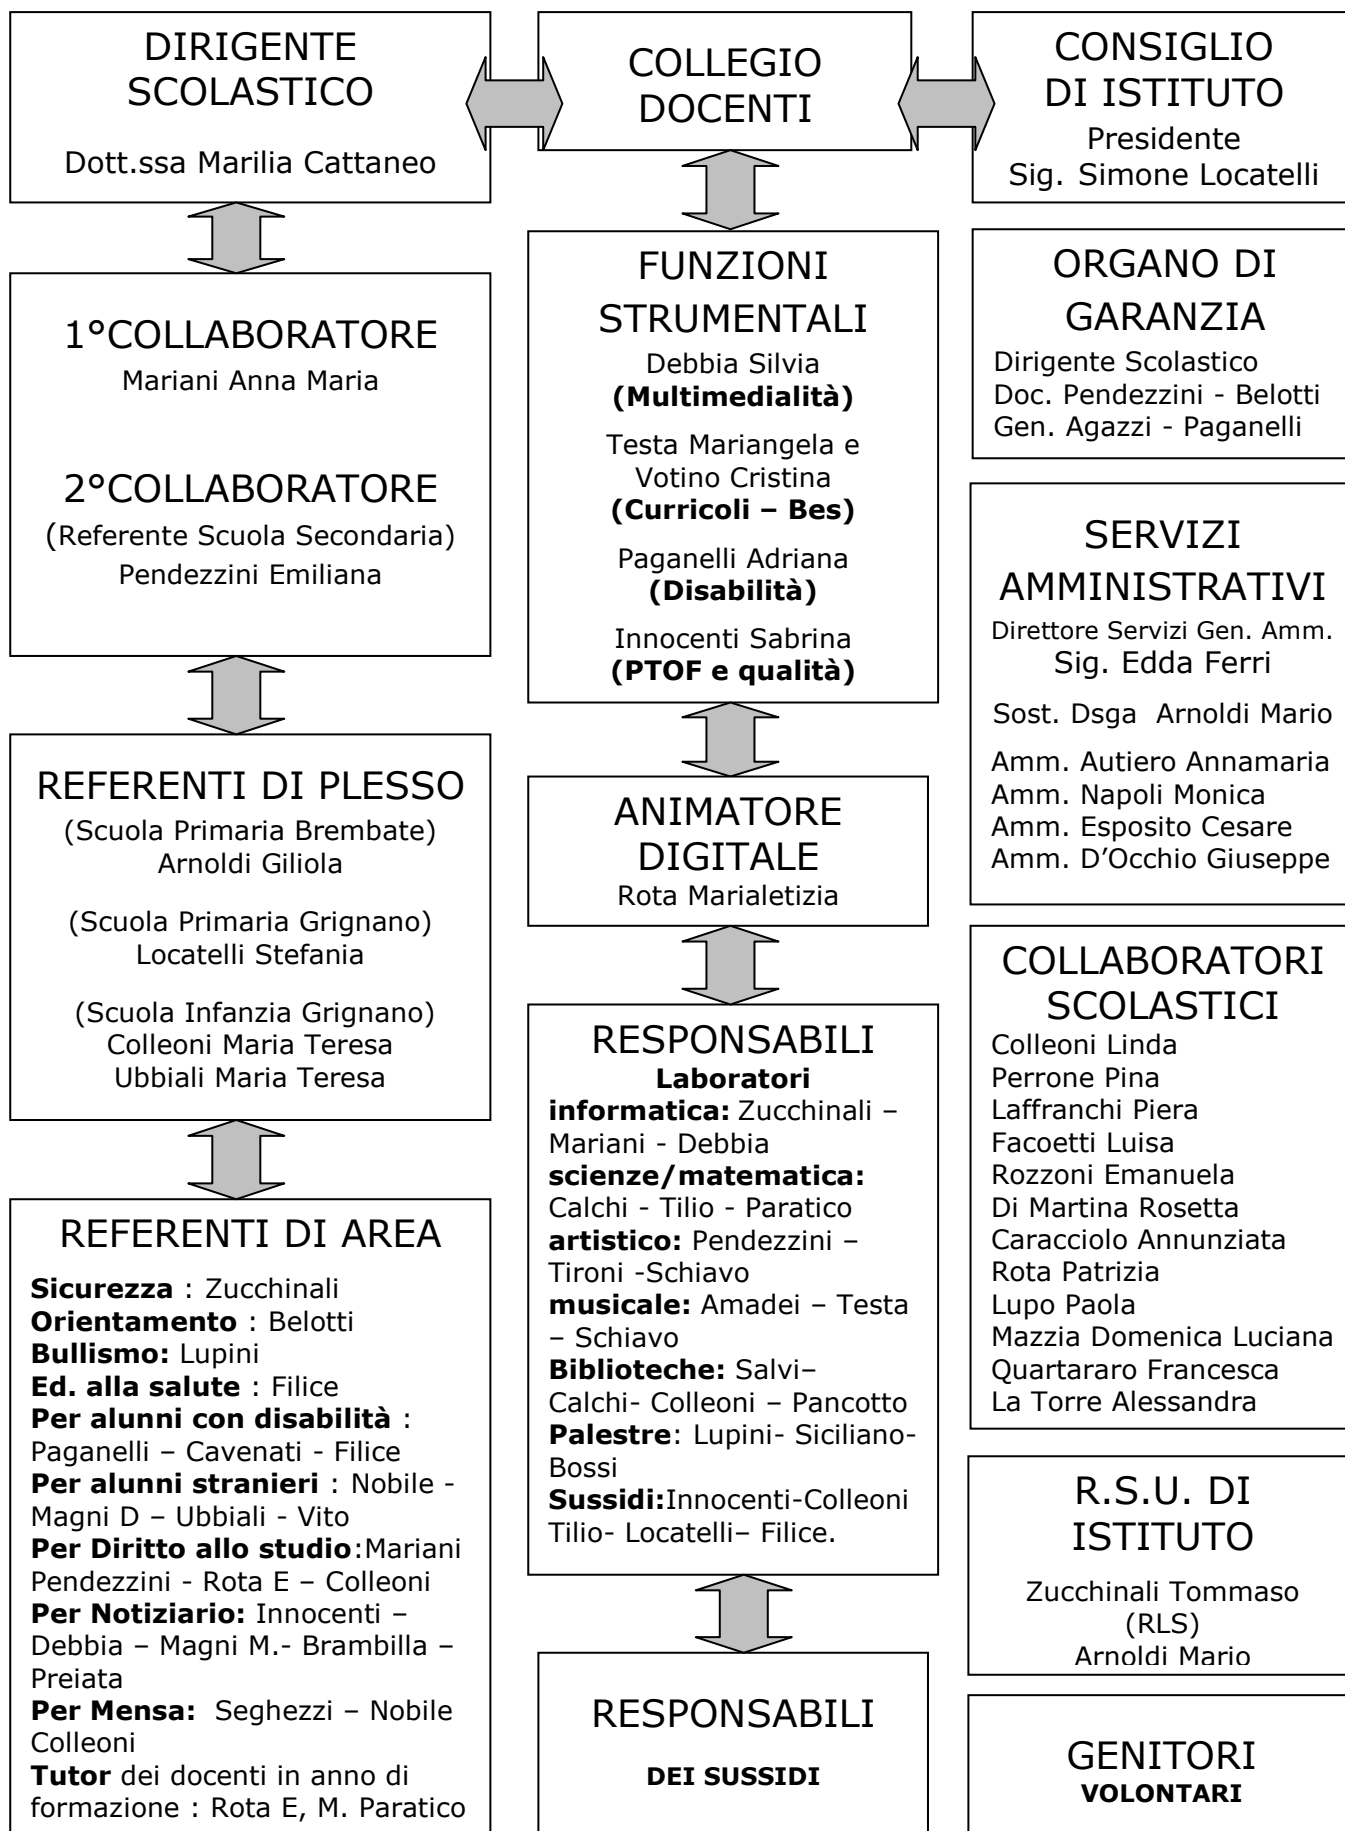 DIRIGENTE
SCOLASTICO
Dott.ssa Marilia Cattaneo
COLLEGIO
DOCENTI
CONSIGLIO
DI ISTITUTO
Presidente
Sig. Simone Locatelli
1°COLLABORATORE
Mariani Anna Maria
2°COLLABORATORE
(Referente Scuola Secondaria)
Pendezzini Emiliana
REFERENTI DI PLESSO
(Scuola Primaria Brembate)
Arnoldi Giliola
(Scuola Primaria Grignano)
Locatelli Stefania
(Scuola Infanzia Grignano)
Colleoni Maria Teresa
Ubbiali Maria Teresa
REFERENTI DI AREA
Sicurezza : Zucchinali
Orientamento : Belotti
Bullismo: Lupini
Ed. alla salute : Filice
Per alunni con disabilità :
Paganelli – Cavenati - Filice
Per alunni stranieri : Nobile -
Magni D – Ubbiali - Vito
Per Diritto allo studio:Mariani
Pendezzini - Rota E – Colleoni
Per Notiziario: Innocenti –
Debbia – Magni M.- Brambilla –
Preiata
Per Mensa: Seghezzi – Nobile
Colleoni
Tutor dei docenti in anno di
formazione : Rota E, M. Paratico
FUNZIONI
STRUMENTALI
Debbia Silvia
(Multimedialità)
Testa Mariangela e
Votino Cristina
(Curricoli – Bes)
Paganelli Adriana
(Disabilità)
Innocenti Sabrina
(PTOF e qualità)
ANIMATORE
DIGITALE
Rota Marialetizia
RESPONSABILI
Laboratori
informatica: Zucchinali –
Mariani - Debbia
scienze/matematica:
Calchi - Tilio - Paratico
artistico: Pendezzini –
Tironi -Schiavo
musicale: Amadei – Testa
– Schiavo
Biblioteche: Salvi–
Calchi- Colleoni – Pancotto
Palestre: Lupini- Siciliano-
Bossi
Sussidi:Innocenti-Colleoni
Tilio- Locatelli– Filice.
RESPONSABILI
DEI SUSSIDI
ORGANO DI
GARANZIA
Dirigente Scolastico
Doc. Pendezzini - Belotti
Gen. Agazzi - Paganelli
SERVIZI
AMMINISTRATIVI
Direttore Servizi Gen. Amm.
Sig. Edda Ferri
Sost. Dsga Arnoldi Mario
Amm. Autiero Annamaria
Amm. Napoli Monica
Amm. Esposito Cesare
Amm. D’Occhio Giuseppe
COLLABORATORI
SCOLASTICI
Colleoni Linda
Perrone Pina
Laffranchi Piera
Facoetti Luisa
Rozzoni Emanuela
Di Martina Rosetta
Caracciolo Annunziata
Rota Patrizia
Lupo Paola
Mazzia Domenica Luciana
Quartararo Francesca
La Torre Alessandra
R.S.U. DI
ISTITUTO
Zucchinali Tommaso
(RLS)
Arnoldi Mario
GENITORI
VOLONTARI